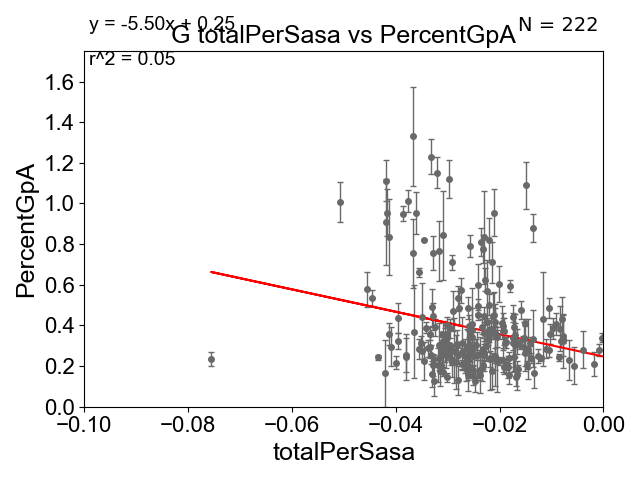 y = -5.50x + 0.25
N = 222
G totalPerSasa vs PercentGpA
r^2 = 0.05
PercentGpA
1.6
1.4
1.2
1.0
0.8
0.6
0.4
0.2
0.0
−0.10 −0.08 −0.06 −0.04 −0.02 0.00
totalPerSasa